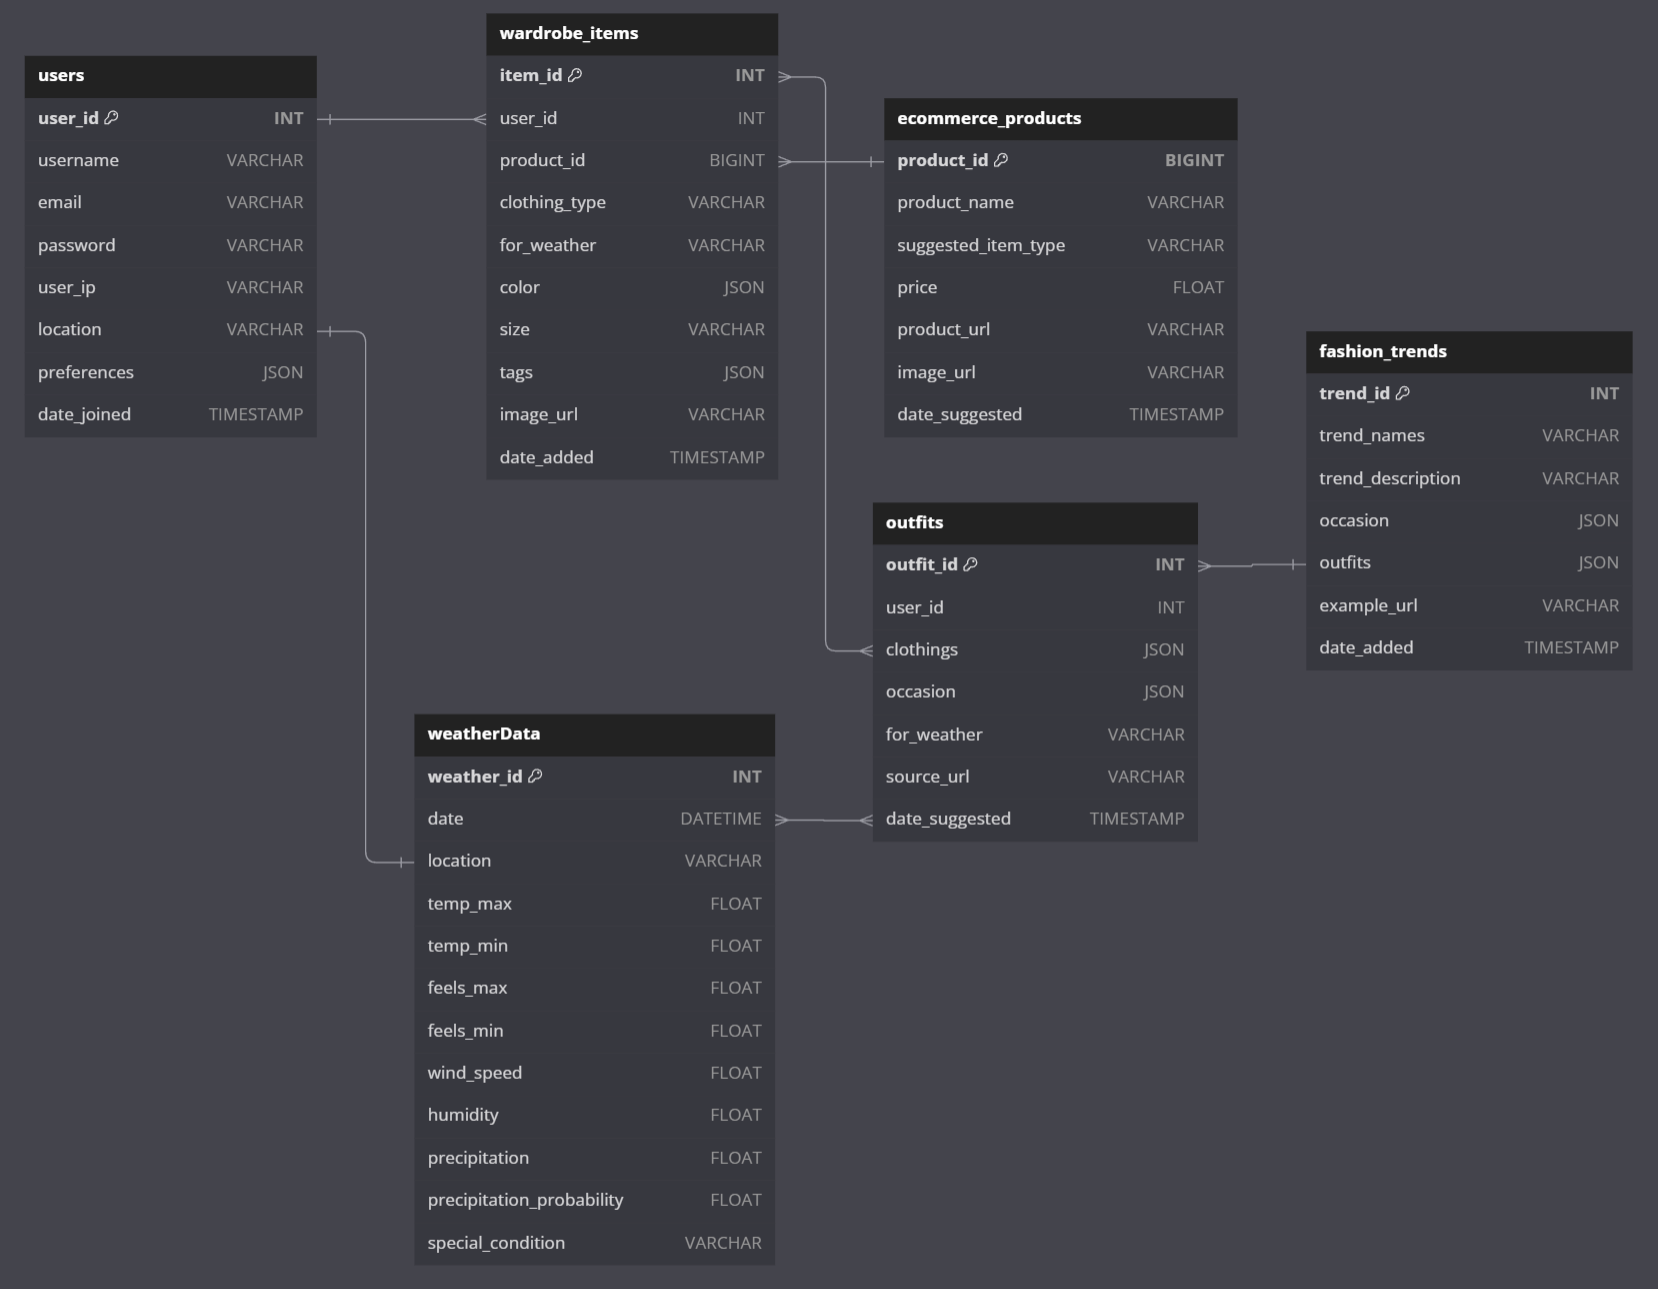 users
user_id INT
username VARCHAR
email VARCHAR
password VARCHAR
user_ip VARCHAR
location VARCHAR
preferences JSON
date_joined TIMESTAMP
wardrobe_items
item_id INT
user_id INT
product_id BIGINT
clothing_type VARCHAR
for_weather VARCHAR
color JSON
size VARCHAR
tags JSON
image_url VARCHAR
date_added TIMESTAMP
ecommerce_products
product_id BIGINT
product_name VARCHAR
suggested_item_type VARCHAR
price FLOAT
product_url VARCHAR
image_url VARCHAR
date_suggested TIMESTAMP
fashion_trends
trend_id INT
trend_names VARCHAR
trend_description VARCHAR
occasion JSON
outfits JSON
example_url VARCHAR
date_added TIMESTAMP
outfits
outfit_id INT
user_id INT
clothings JSON
occasion JSON
for_weather VARCHAR
source_url VARCHAR
date_suggested TIMESTAMP
weatherData
weather_id INT
date DATETIME
location VARCHAR
temp_max FLOAT
temp_min FLOAT
feels_max FLOAT
feels_min FLOAT
wind_speed FLOAT
humidity FLOAT
precipitation FLOAT
precipitation_probability FLOAT
special_condition VARCHAR